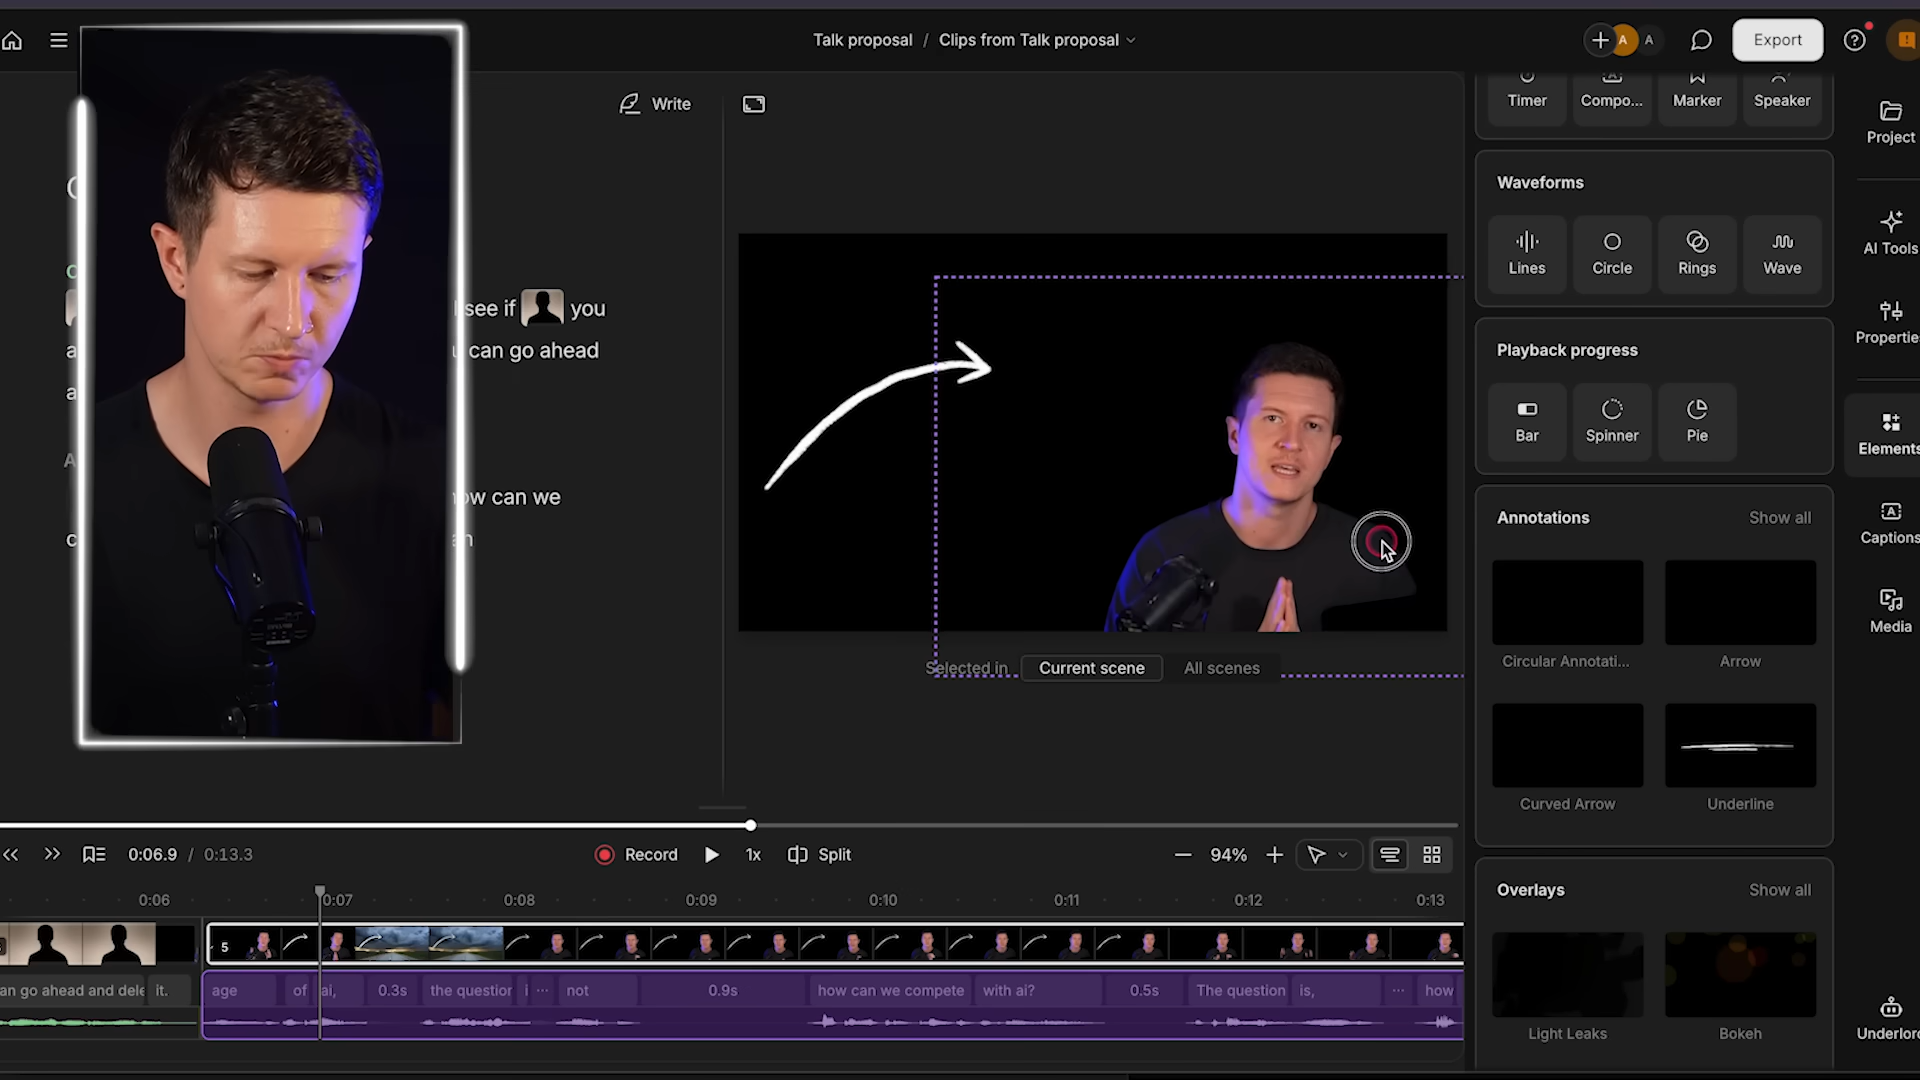 Talk proposal / Clips from Talk proposal
A
A
Export
Write
Timer
Compo...
Marker
Speaker
Project
Waveforms
Lines
Circle
Rings
Wave
AI Tools
see if you
can go ahead
Propertie
Playback progress
Bar
Spinner
Pie
Elements
ow can we
Annotations
Show all
Captions
Circular Annotati...
Arrow
Media
Selected in
Current scene
All scenes
Curved Arrow
Underline
0:06.9 / 0:13.3
Record
1x
Split
94%
Overlays
Show all
0:06
0:07
0:08
0:09
0:10
0:11
0:12
0:13
5
an go ahead and dele
it.
age
of
ai,
0.3s
the question
i
...
not
0.9s
how can we compete
with ai?
0.5s
The question
is,
...
how
Light Leaks
Bokeh
Underlord